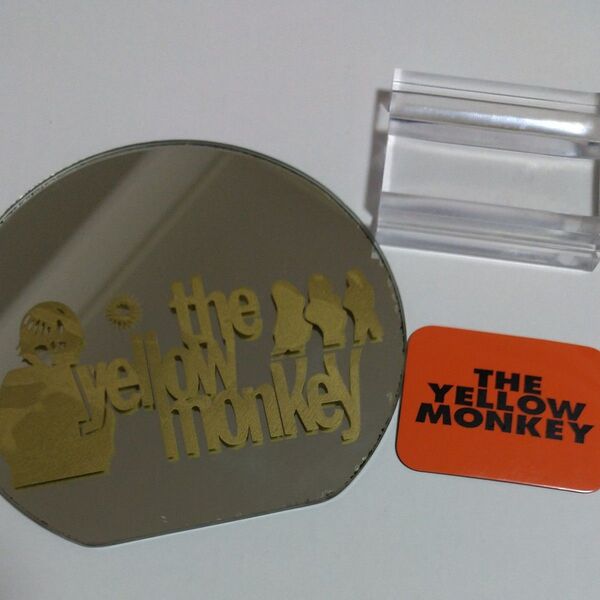 the
yellow
monkey
THE
YELLOW
MONKEY